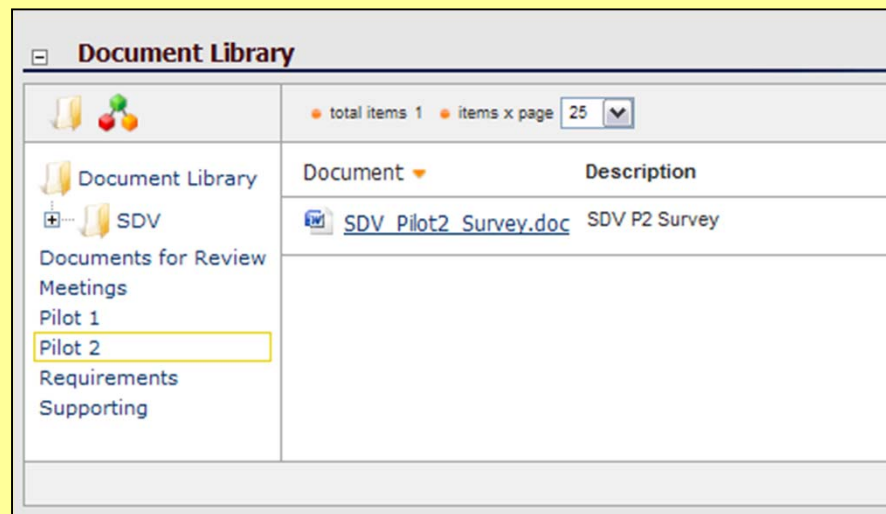 Document Library
total items 1 items x page 25
Document Library
SDV
Documents for Review
Meetings
Pilot 1
Pilot 2
Requirements
Supporting
Document Description
SDV_Pilot2_Survey.doc SDV P2 Survey